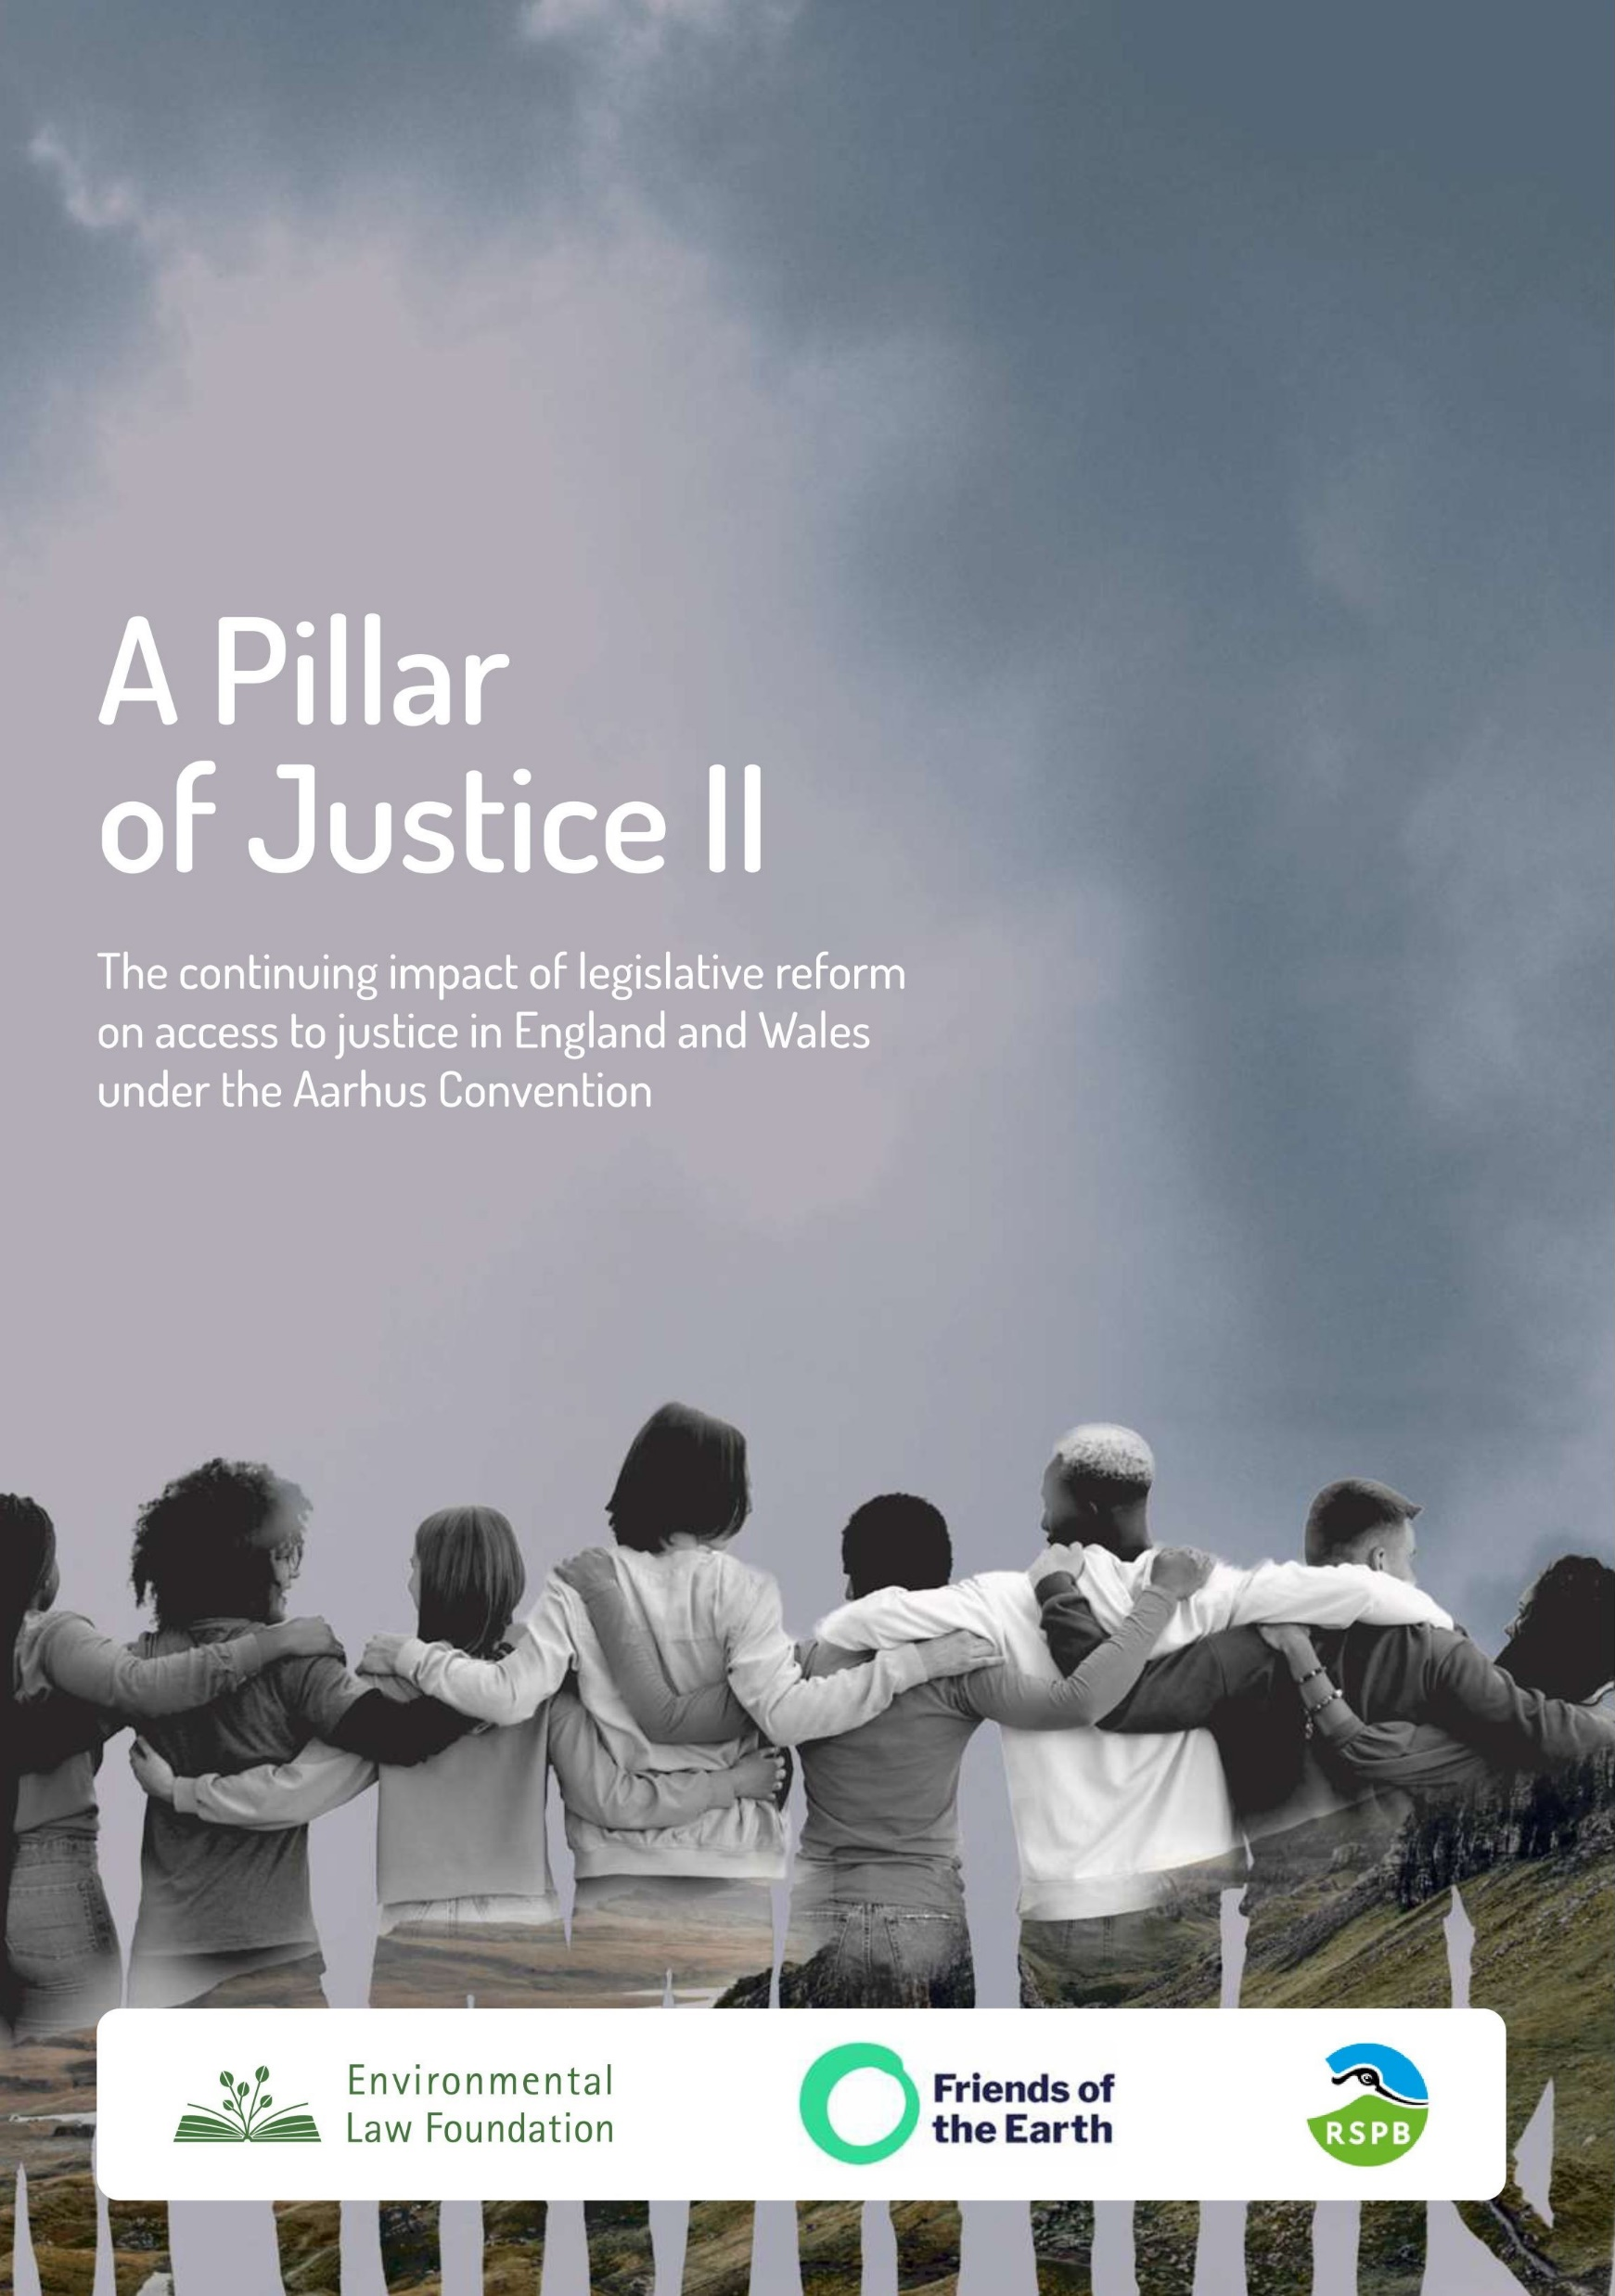 A Pillar
of Justice II
The continuing impact of legislative reform
on access to justice in England and Wales
under the Aarhus Convention
Environmental
Law Foundation
Friends of
the Earth
RSPB